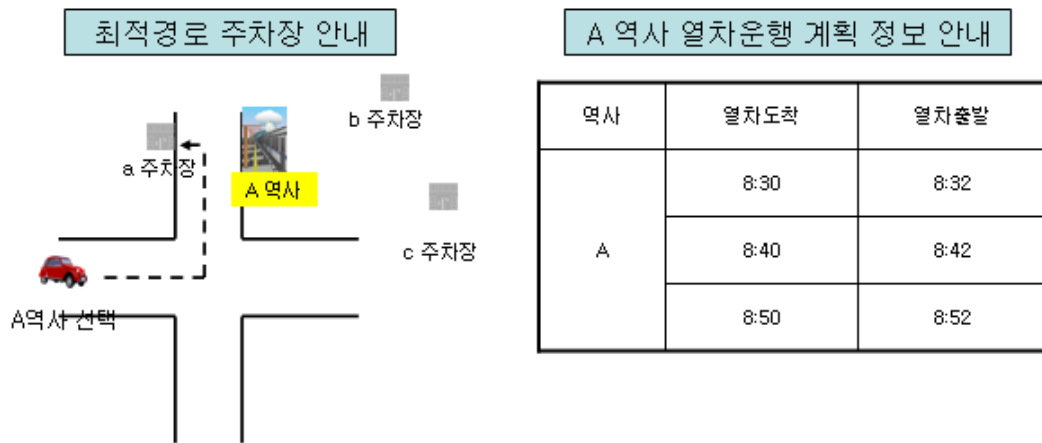 최적경로 주차장 안내
b 주차장
a 주차장
A 역사
c 주차장
A역사 선택
A 역사 열차운행 계획 정보 안내
역사 열차도착 열차출발
A
8:30 8:32
8:40 8:42
8:50 8:52